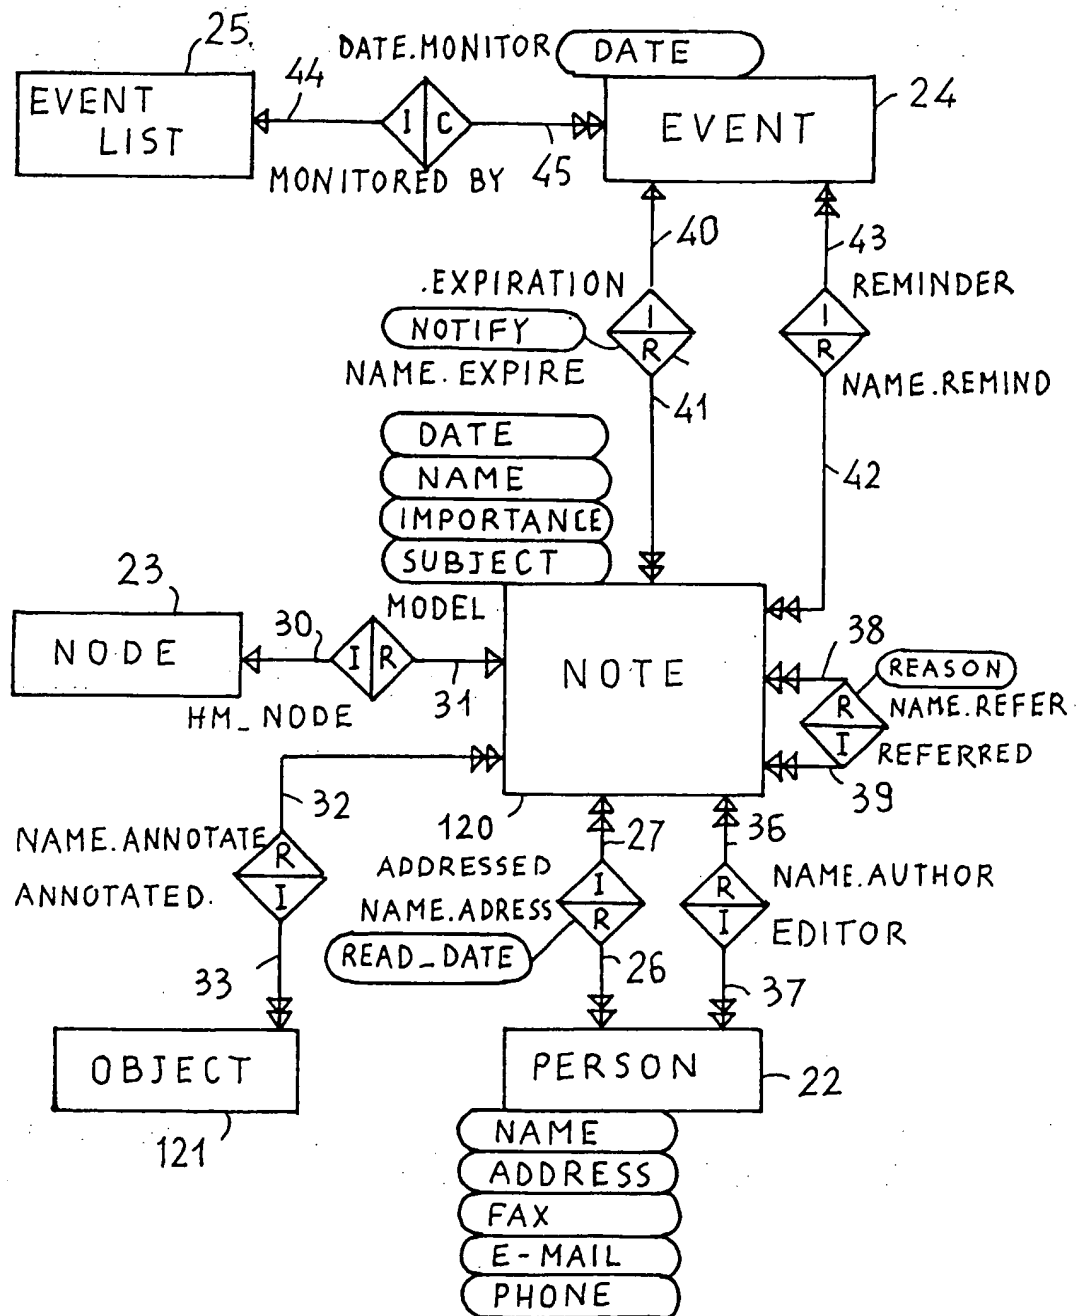 25
DATE.MONITOR
DATE
44
24
EVENT
LIST
I C
EVENT
MONITORED BY
45
40
43
.EXPIRATION
REMINDER
I
I
NOTIFY
R
R
NAME.EXPIRE
NAME.REMIND
41
DATE
NAME
42
IMPORTANCE
SUBJECT
23
MODEL
30
38
NODE
I R
NOTE
REASON
31
R
NAME.REFER
HM_NODE
I
REFERRED
39
32
120
27
36
NAME.ANNOTATE
R
ADDRESSED
I
R
NAME.AUTHOR
ANNOTATED.
I
NAME.ADRESS
R
I
EDITOR
READ_DATE
26
33
37
OBJECT
PERSON
22
121
NAME
ADDRESS
FAX
E-MAIL
PHONE